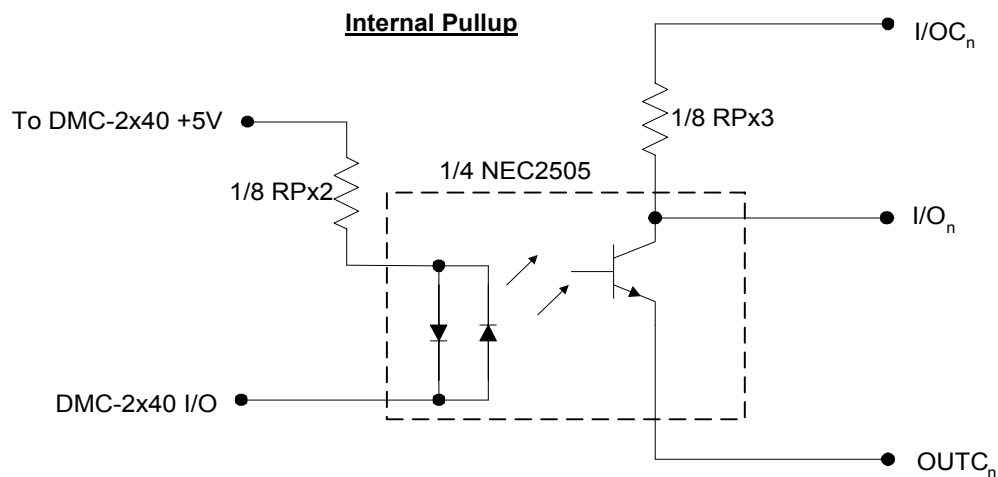 Internal Pullup
I/OCn
1/8 RPx3
To DMC-2x40 +5V
1/4 NEC2505
1/8 RPx2
I/On
DMC-2x40 I/O
OUTCn